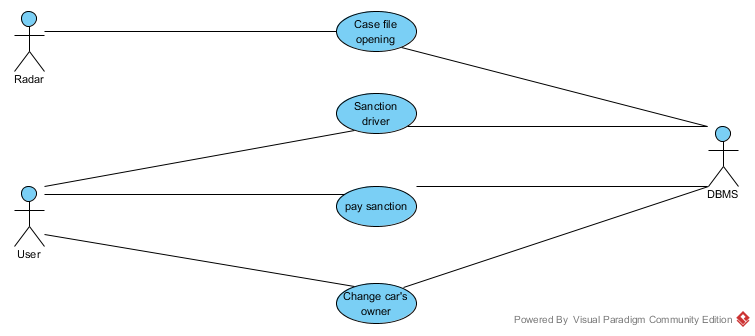 Case file
opening
Radar
Sanction
driver
DBMS
pay sanction
User
Change car's
owner
Powered By Visual Paradigm Community Edition